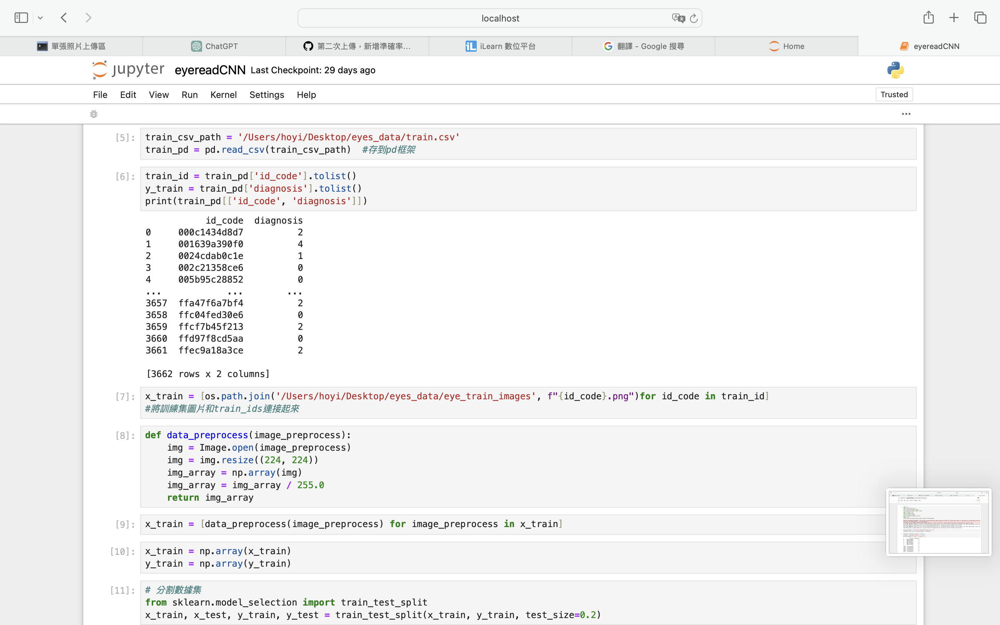 localhost
單張照片上傳區
ChatGPT
第二次上傳，新增準確率...
iLearn 數位平台
翻譯 - Google 搜尋
Home
eyereadCNN
jupyter eyereadCNN Last Checkpoint: 29 days ago
File Edit View Run Kernel Settings Help
Trusted
[5]: train_csv_path = '/Users/hoyi/Desktop/eyes_data/train.csv'
train_pd = pd.read_csv(train_csv_path)  #存到pd框架
[6]: train_id = train_pd['id_code'].tolist()
y_train = train_pd['diagnosis'].tolist()
print(train_pd[['id_code', 'diagnosis']])
id_code  diagnosis
0     000c1434d8d7          2
1     001639a390f0          4
2     0024cdab0c1e          1
3     002c21358ce6          0
4     005b95c28852          0
...            ...        ...
3657  ffa47f6a7bf4          2
3658  ffc04fed30e6          0
3659  ffcf7b45f213          2
3660  ffd97f8cd5aa          0
3661  ffec9a18a3ce          2
[3662 rows x 2 columns]
[7]: x_train = [os.path.join('/Users/hoyi/Desktop/eyes_data/eye_train_images', f"{id_code}.png")for id_code in train_id]
#將訓練集圖片和train_ids連接起來
[8]: def data_preprocess(image_preprocess):
    img = Image.open(image_preprocess)
    img = img.resize((224, 224))
    img_array = np.array(img)
    img_array = img_array / 255.0
    return img_array
[9]: x_train = [data_preprocess(image_preprocess) for image_preprocess in x_train]
[10]: x_train = np.array(x_train)
y_train = np.array(y_train)
[11]: # 分割數據集
from sklearn.model_selection import train_test_split
x_train, x_test, y_train, y_test = train_test_split(x_train, y_train, test_size=0.2)